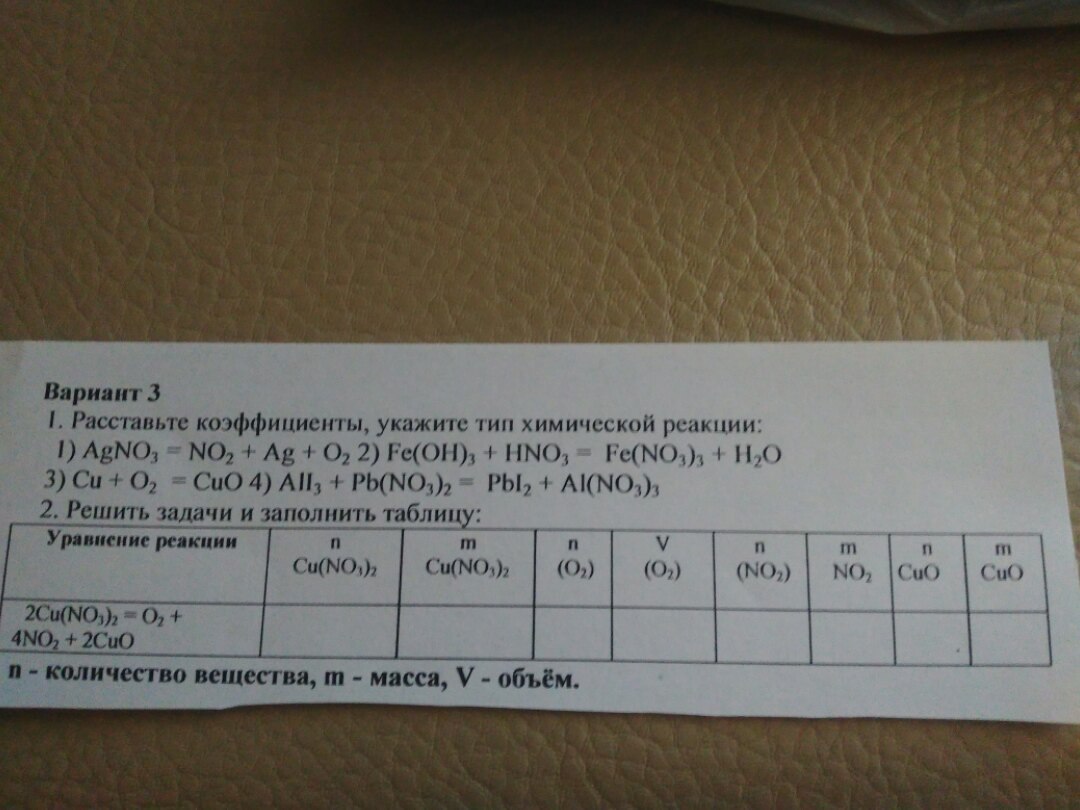 Вариант 3
1. Расставьте коэффициенты, укажите тип химической реакции:
1) AgNO₃ = NO₂ + Ag + O₂ 2) Fe(OH)₃ + HNO₃ = Fe(NO₃)₃ + H₂O
3) Cu + O₂ = CuO 4) AlI₃ + Pb(NO₃)₂ = PbI₂ + Al(NO₃)₃
2. Решить задачи и заполнить таблицу:
Уравнение реакции n Cu(NO₃)₂ m Cu(NO₃)₂ n (O₂) V (O₂) n (NO₂) m NO₂ n CuO m CuO
2Cu(NO₃)₂ = O₂ +
4NO₂ + 2CuO
n - количество вещества, m - масса, V - объём.